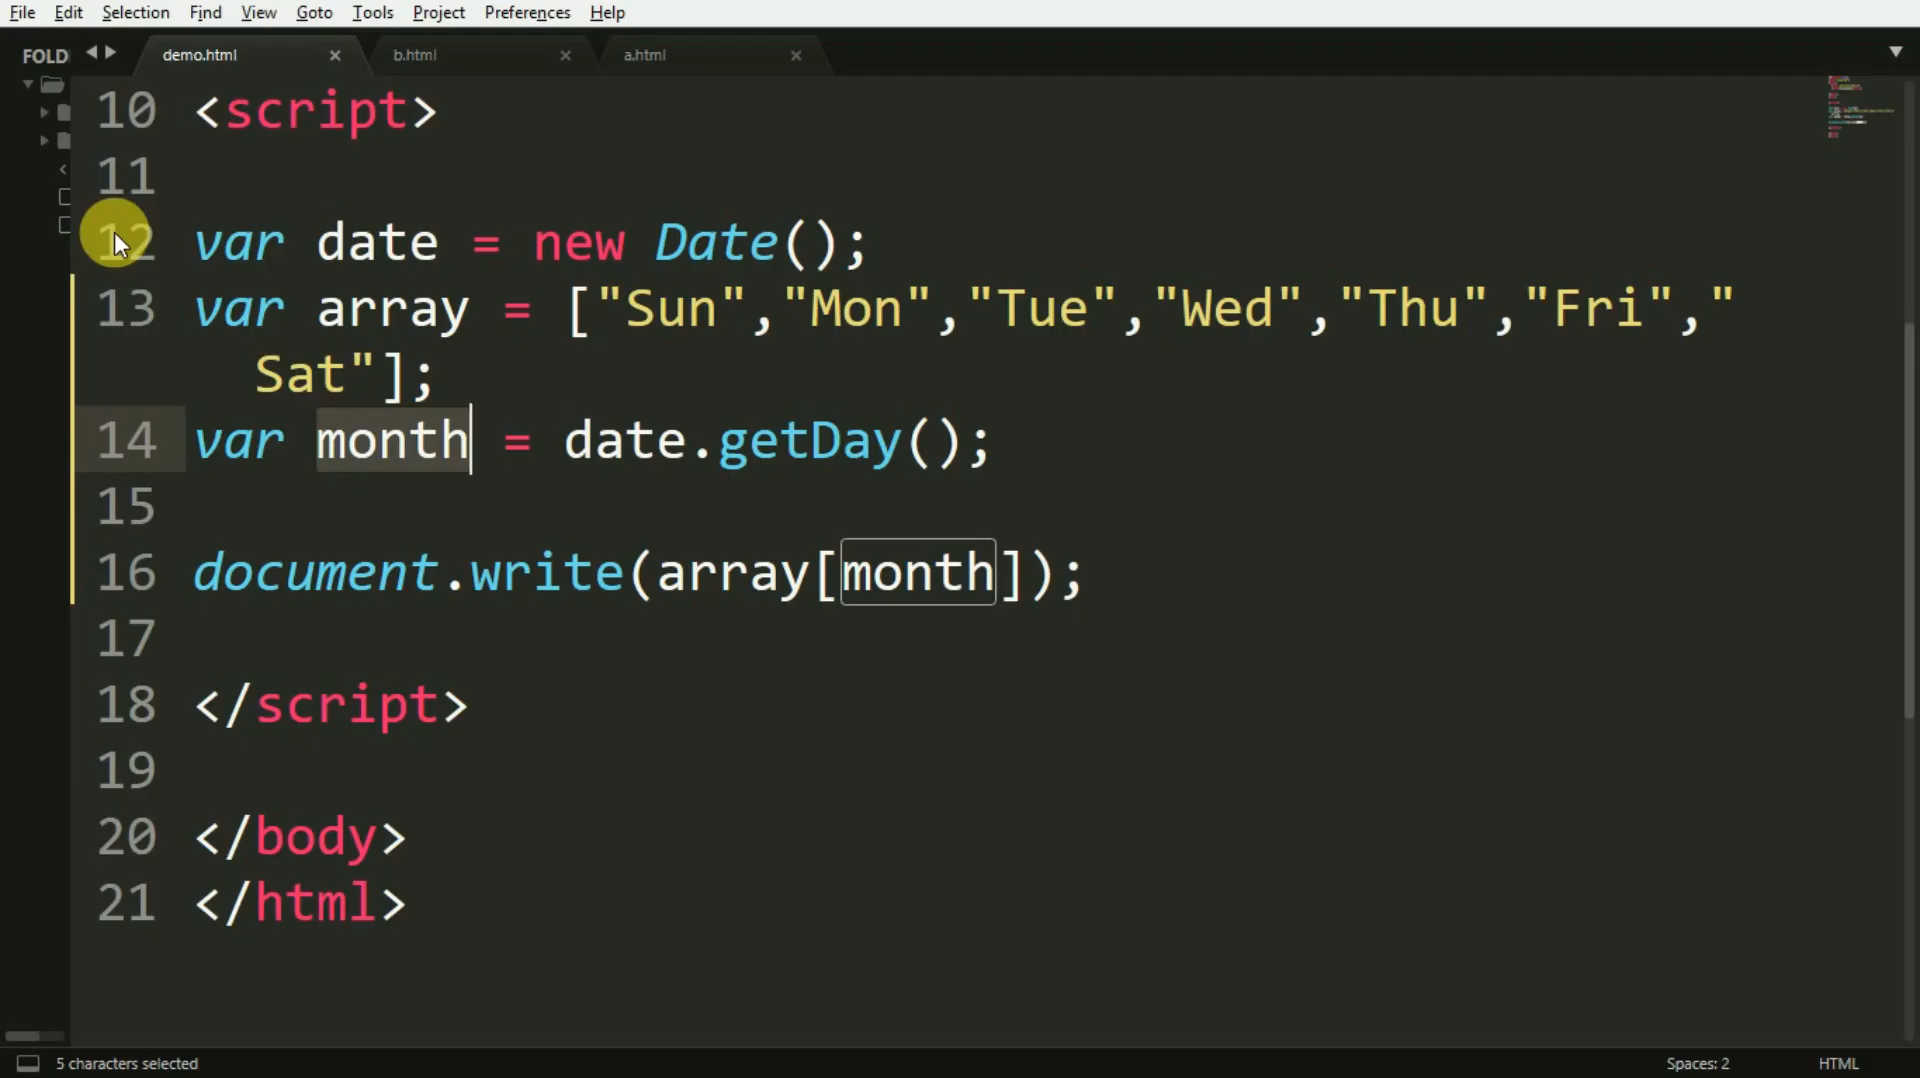 File Edit Selection Find View Goto Tools Project Preferences Help
FOLD
demo.html b.html a.html
10 <script>
11
12 var date = new Date();
13 var array = ["Sun","Mon","Tue","Wed","Thu","Fri","
Sat"];
14 var month = date.getDay();
15
16 document.write(array[month]);
17
18 </script>
19
20 </body>
21 </html>
5 characters selected Spaces: 2 HTML